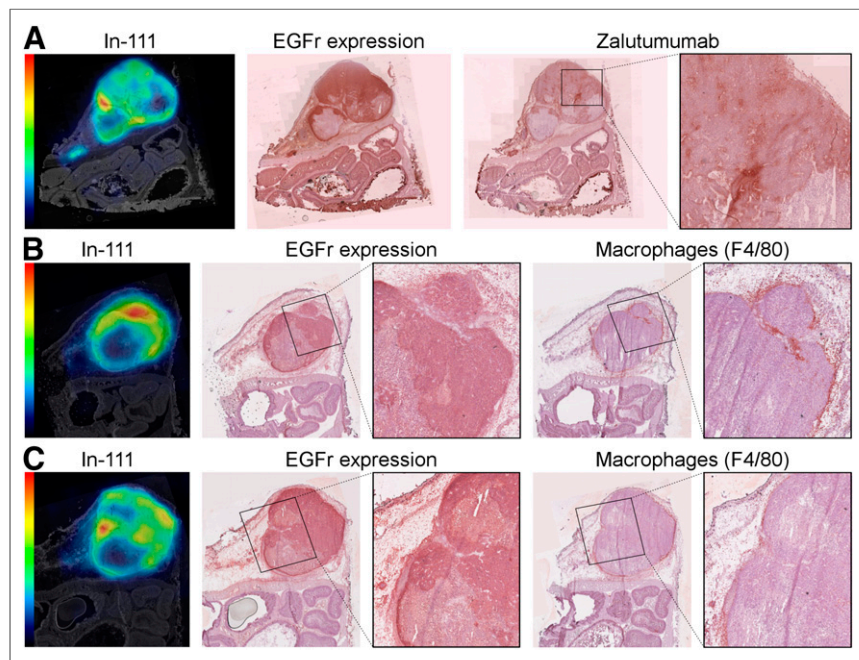 A
In-111
EGFr expression
Zalutumumab
B
In-111
EGFr expression
Macrophages (F4/80)
C
In-111
EGFr expression
Macrophages (F4/80)